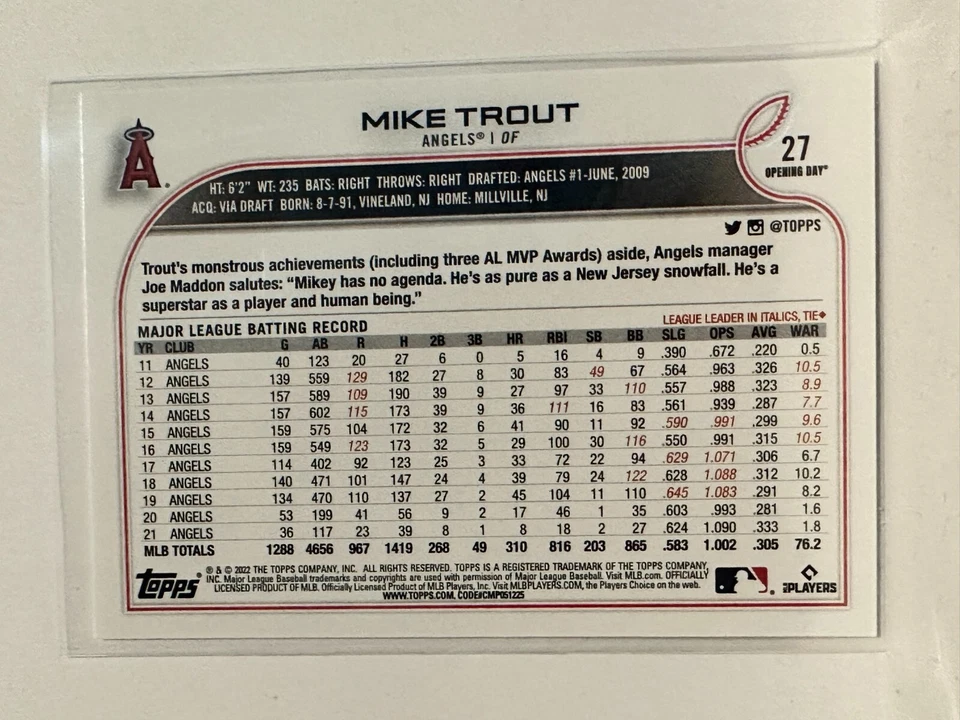 MIKE TROUT
ANGELS® | OF
A
27
OPENING DAY®
HT: 6'2" WT: 235 BATS: RIGHT THROWS: RIGHT DRAFTED: ANGELS #1-JUNE, 2009
ACQ: VIA DRAFT BORN: 8-7-91, VINELAND, NJ HOME: MILLVILLE, NJ
@TOPPS
Trout's monstrous achievements (including three AL MVP Awards) aside, Angels manager
Joe Maddon salutes: “Mikey has no agenda. He's as pure as a New Jersey snowfall. He's a
superstar as a player and human being.”
MAJOR LEAGUE BATTING RECORD LEAGUE LEADER IN ITALICS, TIE♦
YR CLUB G AB R H 2B 3B HR RBI SB BB SLG OPS AVG WAR
11 ANGELS 40 123 20 27 6 0 5 16 4 9 .390 .672 .220 0.5
12 ANGELS 139 559 129 182 27 8 30 83 49 67 .564 .963 .326 10.5
13 ANGELS 157 589 109 190 39 9 27 97 33 110 .557 .988 .323 8.9
14 ANGELS 157 602 115 173 39 9 36 111 16 83 .561 .939 .287 7.7
15 ANGELS 159 575 104 172 32 6 41 90 11 92 .590 .991 .299 9.6
16 ANGELS 159 549 123 173 32 5 29 100 30 116 .550 .991 .315 10.5
17 ANGELS 114 402 92 123 25 3 33 72 22 94 .629 1.071 .306 6.7
18 ANGELS 140 471 101 147 24 4 39 79 24 122 .628 1.088 .312 10.2
19 ANGELS 134 470 110 137 27 2 45 104 11 110 .645 1.083 .291 8.2
20 ANGELS 53 199 41 56 9 2 17 46 1 35 .603 .993 .281 1.6
21 ANGELS 36 117 23 39 8 1 8 18 2 27 .624 1.090 .333 1.8
MLB TOTALS 1288 4656 967 1419 268 49 310 816 203 865 .583 1.002 .305 76.2
Topps
® & © 2022 THE TOPPS COMPANY, INC. ALL RIGHTS RESERVED. TOPPS IS A REGISTERED TRADEMARK OF THE TOPPS COMPANY,
INC. Major League Baseball trademarks and copyrights are used with permission of Major League Baseball. Visit MLB.com. OFFICIALLY
LICENSED PRODUCT OF MLB. Officially Licensed Product of MLB Players, Inc. Visit MLBPLAYERS.COM, the Players Choice on the web.
WWW.TOPPS.COM. CODE#CMP051225
PLAYERS